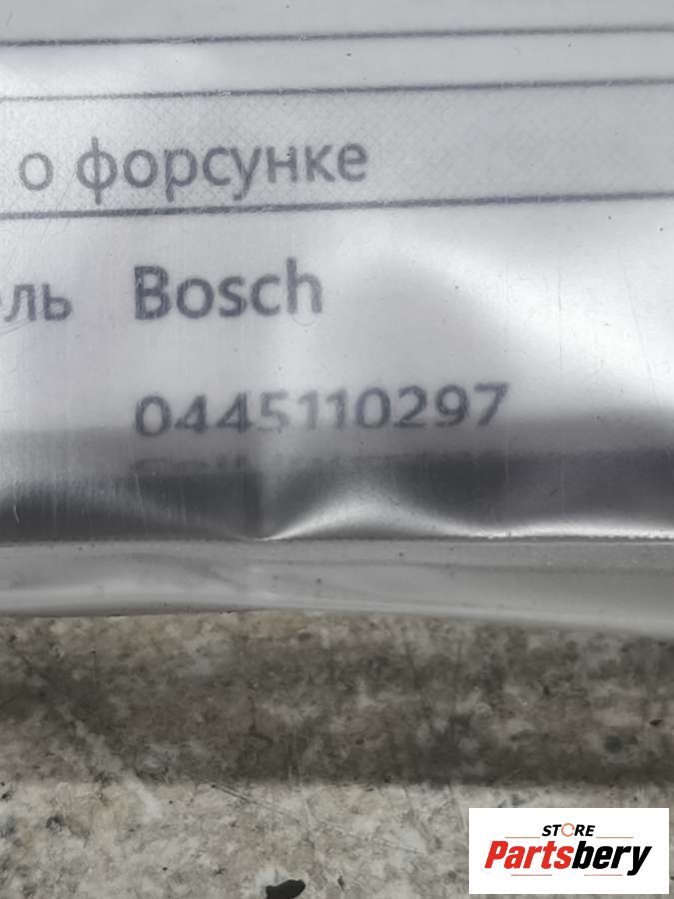 о форсунке
ель Bosch
0445110297
STORE
Partsbery